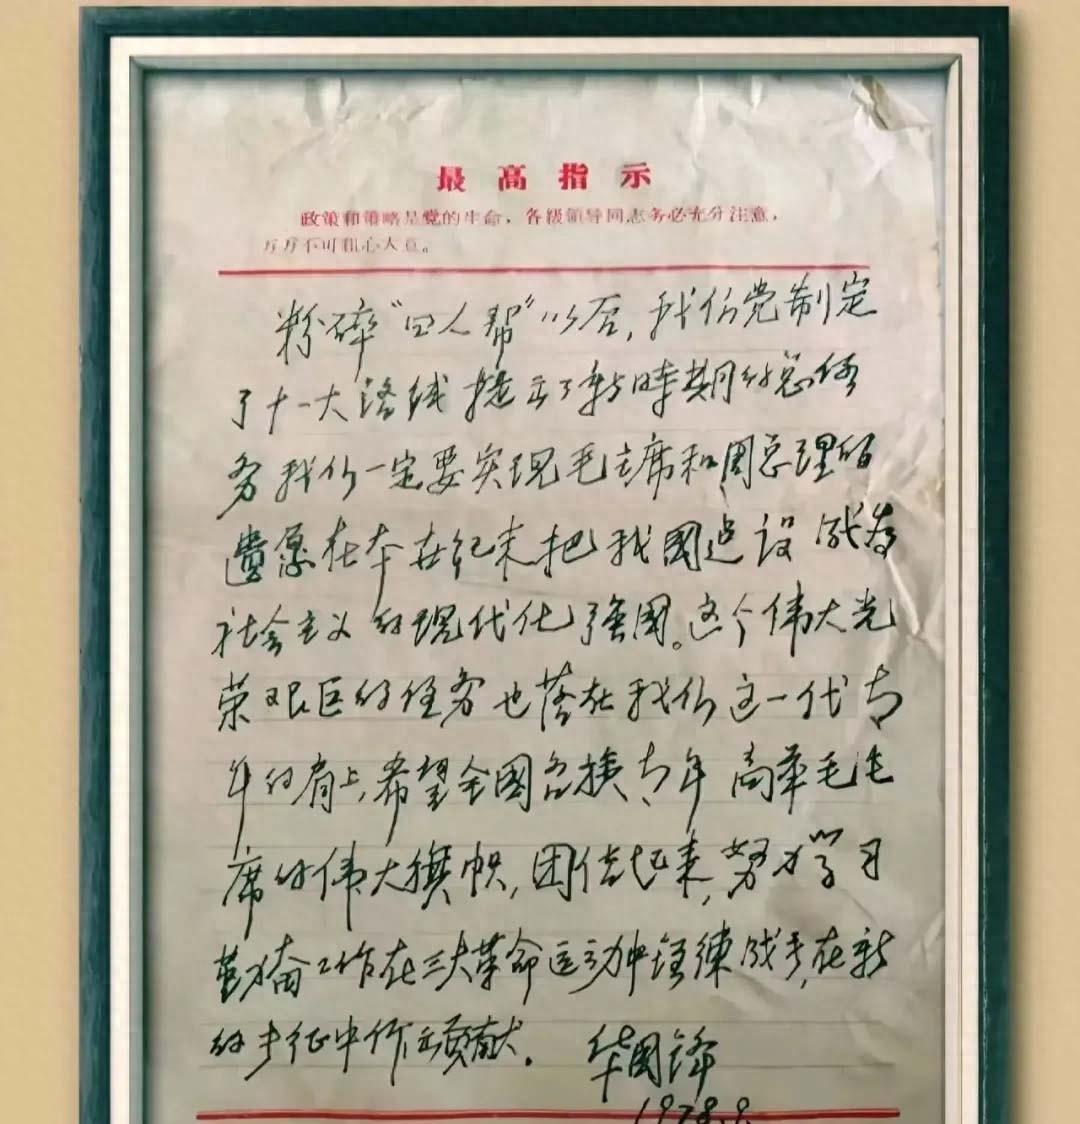 最高指示
政策和策略是党的生命，各级领导同志务必充分注意，
万万不可粗心大意。
粉碎“四人帮”以后，我们党制定
了十一大路线提出了新時期的总任
务我们一定要实现毛主席和周总理的
遗愿在本世纪末把我國建设成为
社会主义的现代化强国。这个伟大光
荣艰巨的任务也落在我们这一代青
年的肩上，希望全國各族青年高举毛主
席的伟大旗帜，团结起来，努力学习
勤奋工作在三大革命运动中锤練成长，在新
的长征中作出贡献．
华國锋
1978.9.